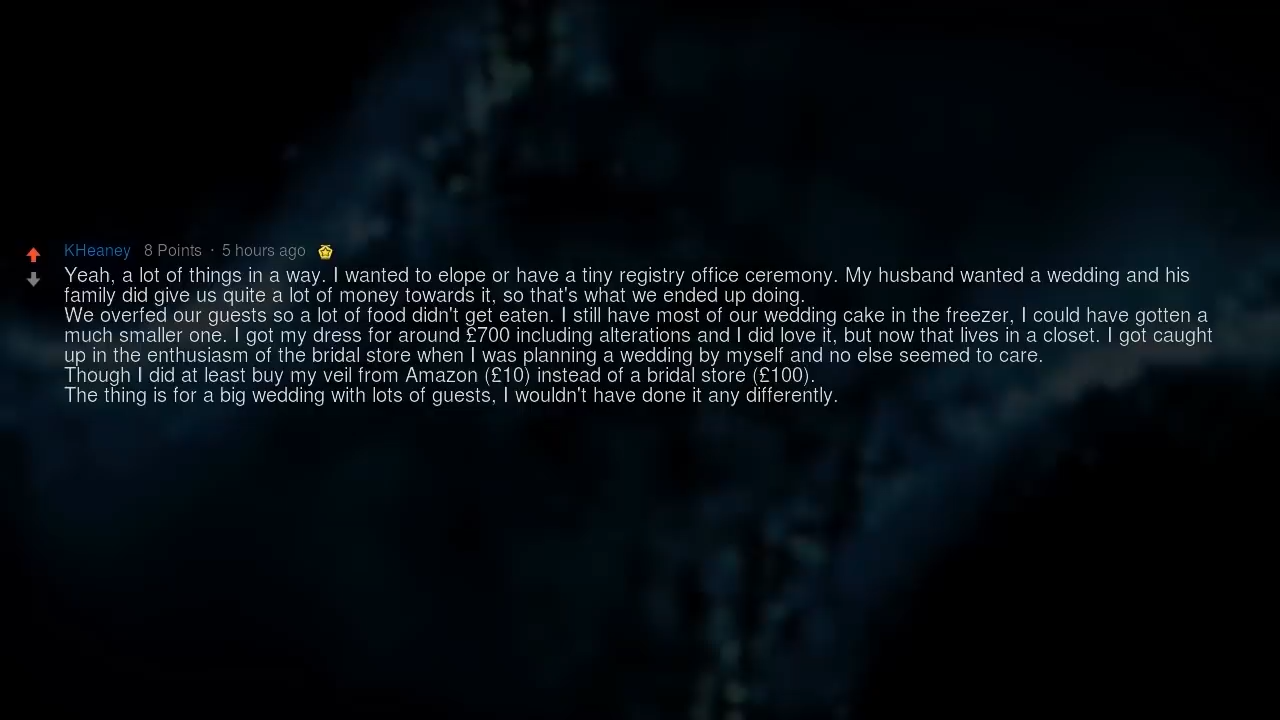 KHeaney 8 Points · 5 hours ago
Yeah, a lot of things in a way. I wanted to elope or have a tiny registry office ceremony. My husband wanted a wedding and his
family did give us quite a lot of money towards it, so that's what we ended up doing.
We overfed our guests so a lot of food didn't get eaten. I still have most of our wedding cake in the freezer, I could have gotten a
much smaller one. I got my dress for around £700 including alterations and I did love it, but now that lives in a closet. I got caught
up in the enthusiasm of the bridal store when I was planning a wedding by myself and no else seemed to care.
Though I did at least buy my veil from Amazon (£10) instead of a bridal store (£100).
The thing is for a big wedding with lots of guests, I wouldn't have done it any differently.